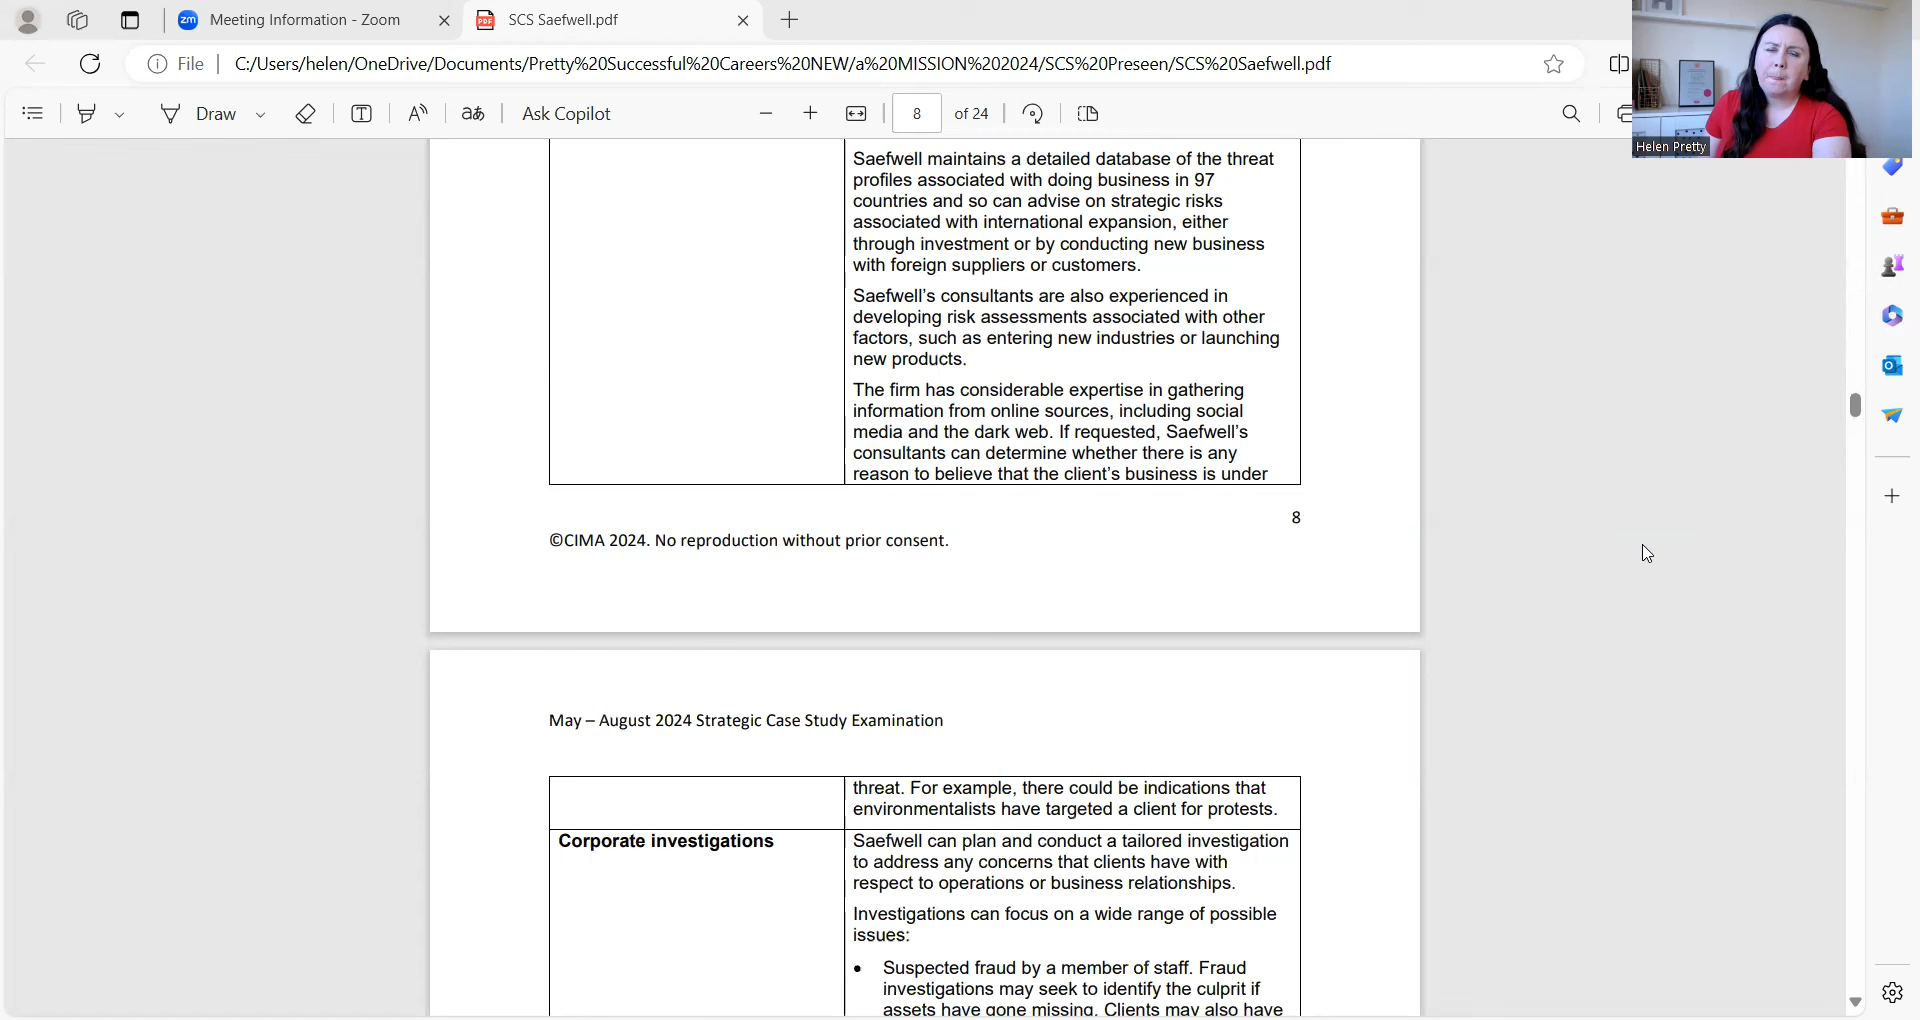 Meeting Information - Zoom
SCS Saefwell.pdf
File
C:/Users/helen/OneDrive/Documents/Pretty%20Successful%20Careers%20NEW/a%20MISSION%202024/SCS%20Preseen/SCS%20Saefwell.pdf
Draw
Ask Copilot
8 of 24
Helen Pretty
Saefwell maintains a detailed database of the threat
profiles associated with doing business in 97
countries and so can advise on strategic risks
associated with international expansion, either
through investment or by conducting new business
with foreign suppliers or customers.
Saefwell's consultants are also experienced in
developing risk assessments associated with other
factors, such as entering new industries or launching
new products.
The firm has considerable expertise in gathering
information from online sources, including social
media and the dark web. If requested, Saefwell's
consultants can determine whether there is any
reason to believe that the client's business is under
8
©CIMA 2024. No reproduction without prior consent.
May – August 2024 Strategic Case Study Examination
threat. For example, there could be indications that
environmentalists have targeted a client for protests.
Corporate investigations
Saefwell can plan and conduct a tailored investigation
to address any concerns that clients have with
respect to operations or business relationships.
Investigations can focus on a wide range of possible
issues:
• Suspected fraud by a member of staff. Fraud
investigations may seek to identify the culprit if
assets have gone missing. Clients may also have